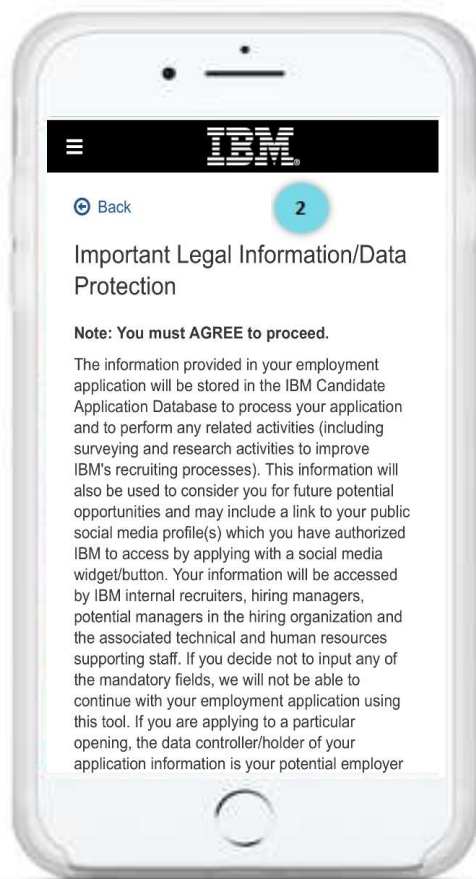 IBM
Back
2
Important Legal Information/Data
Protection
Note: You must AGREE to proceed.
The information provided in your employment
application will be stored in the IBM Candidate
Application Database to process your application
and to perform any related activities (including
surveying and research activities to improve
IBM's recruiting processes). This information will
also be used to consider you for future potential
opportunities and may include a link to your public
social media profile(s) which you have authorized
IBM to access by applying with a social media
widget/button. Your information will be accessed
by IBM internal recruiters, hiring managers,
potential managers in the hiring organization and
the associated technical and human resources
supporting staff. If you decide not to input any of
the mandatory fields, we will not be able to
continue with your employment application using
this tool. If you are applying to a particular
opening, the data controller/holder of your
application information is your potential employer